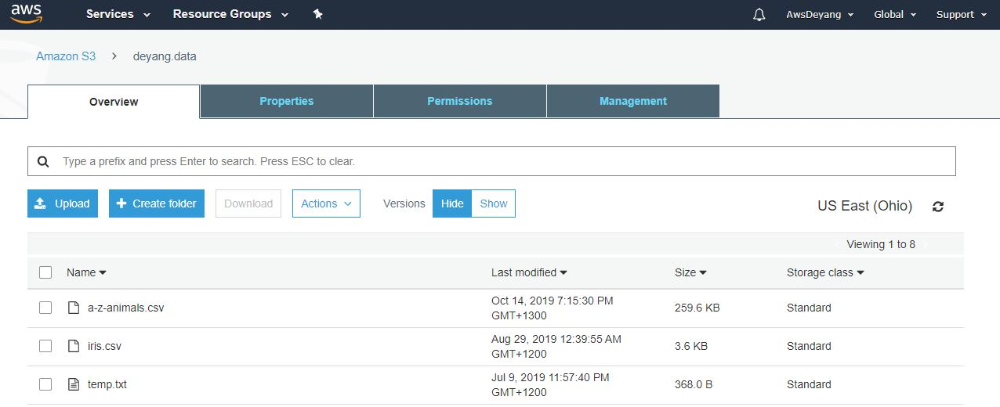 aws Services Resource Groups AwsDeyang Global Support
Amazon S3 > deyang.data
Overview Properties Permissions Management
Type a prefix and press Enter to search. Press ESC to clear.
Upload + Create folder Download Actions Versions Hide Show US East (Ohio)
Viewing 1 to 8
Name Last modified Size Storage class
a-z-animals.csv Oct 14, 2019 7:15:30 PM 259.6 KB Standard
GMT+1300
iris.csv Aug 29, 2019 12:39:55 AM 3.6 KB Standard
GMT+1200
temp.txt Jul 9, 2019 11:57:40 PM 368.0 B Standard
GMT+1200